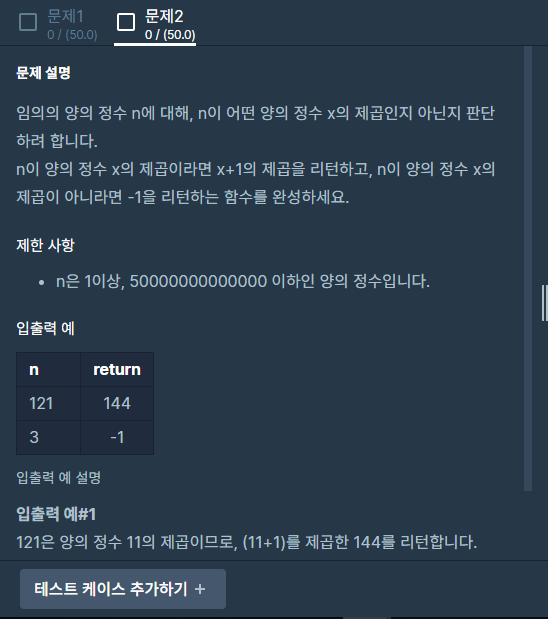 문제1
0 / (50.0)
문제2
0 / (50.0)
문제 설명
임의의 양의 정수 n에 대해, n이 어떤 양의 정수 x의 제곱인지 아닌지 판단
하려 합니다.
n이 양의 정수 x의 제곱이라면 x+1의 제곱을 리턴하고, n이 양의 정수 x의
제곱이 아니라면 -1을 리턴하는 함수를 완성하세요.
제한 사항
• n은 1이상, 50000000000000 이하인 양의 정수입니다.
입출력 예
n return
121 144
3 -1
입출력 예 설명
입출력 예#1
121은 양의 정수 11의 제곱이므로, (11+1)를 제곱한 144를 리턴합니다.
테스트 케이스 추가하기 +